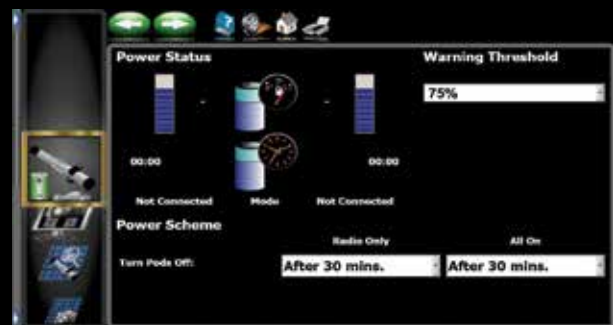 Power Status
Warning Threshold
75%
00:00
00:00
Not Connected
Mode
Not Connected
Power Scheme
Radio Only
All On
Turn Pods Off:
After 30 mins.
After 30 mins.